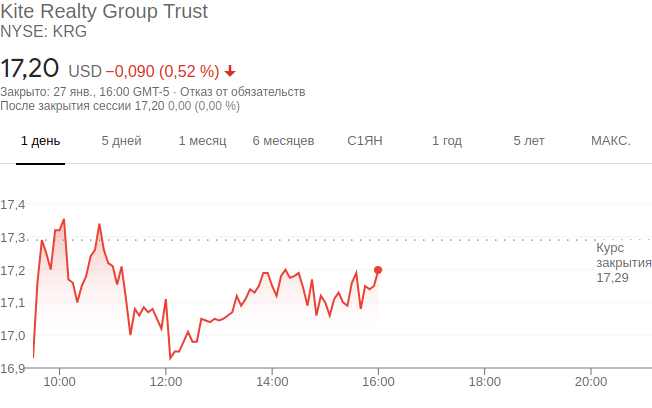 Kite Realty Group Trust
NYSE: KRG
17,20 USD −0,090 (0,52 %)
Закрыто: 27 янв., 16:00 GMT-5 · Отказ от обязательств
После закрытия сессии 17,20 0,00 (0,00 %)
1 день 5 дней 1 месяц 6 месяцев С1ЯН 1 год 5 лет МАКС.
17,4
17,3
17,2
17,1
17,0
16,9
Курс
закрытия
17,29
10:00 12:00 14:00 16:00 18:00 20:00